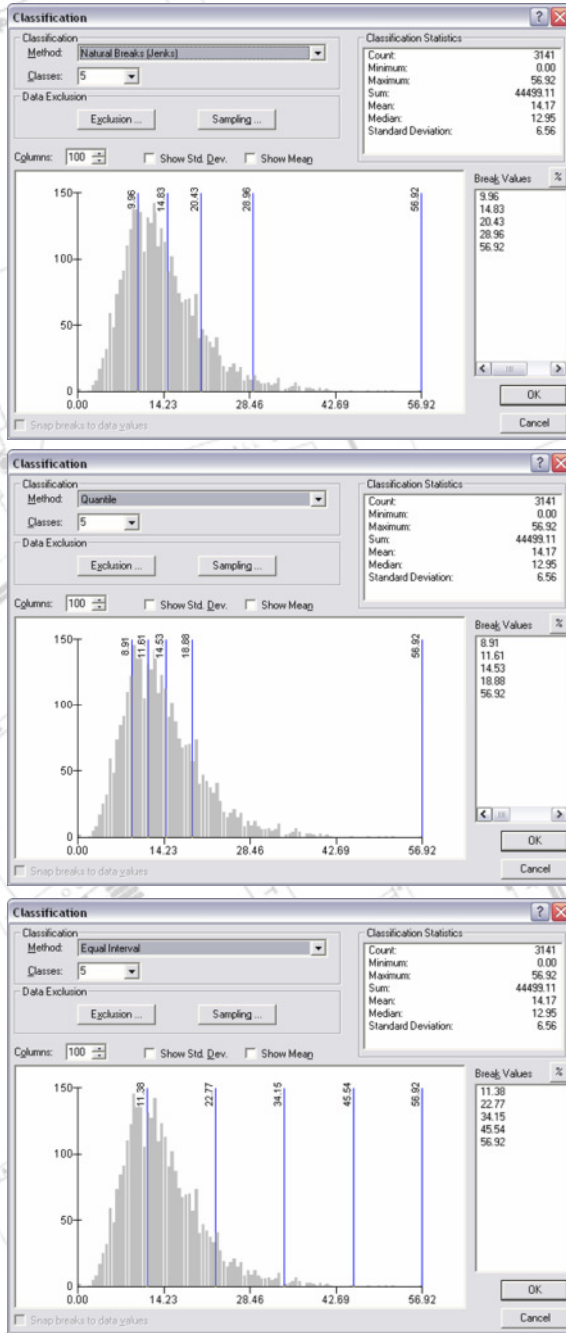 Classification
Classification
Method: Natural Breaks (Jenks)
Classes: 5
Data Exclusion
Exclusion ... Sampling ...
Classification Statistics
Count: 3141
Minimum: 0.00
Maximum: 56.92
Sum: 44499.11
Mean: 14.17
Median: 12.95
Standard Deviation: 6.56
Columns: 100 Show Std. Dev. Show Mean
Break Values %
9.96
14.83
20.43
28.96
56.92
150
100
50
0
9.96 14.83 20.43 28.96 56.92
0.00 14.23 28.46 42.69 56.92
Snap breaks to data values
OK
Cancel
Classification
Classification
Method: Quantile
Classes: 5
Data Exclusion
Exclusion ... Sampling ...
Classification Statistics
Count: 3141
Minimum: 0.00
Maximum: 56.92
Sum: 44499.11
Mean: 14.17
Median: 12.95
Standard Deviation: 6.56
Columns: 100 Show Std. Dev. Show Mean
Break Values %
8.91
11.61
14.53
18.88
56.92
150
100
50
0
8.91 11.61 14.53 18.88 56.92
0.00 14.23 28.46 42.69 56.92
Snap breaks to data values
OK
Cancel
Classification
Classification
Method: Equal Interval
Classes: 5
Data Exclusion
Exclusion ... Sampling ...
Classification Statistics
Count: 3141
Minimum: 0.00
Maximum: 56.92
Sum: 44499.11
Mean: 14.17
Median: 12.95
Standard Deviation: 6.56
Columns: 100 Show Std. Dev. Show Mean
Break Values %
11.38
22.77
34.15
45.54
56.92
150
100
50
0
11.38 22.77 34.15 45.54 56.92
0.00 14.23 28.46 42.69 56.92
Snap breaks to data values
OK
Cancel